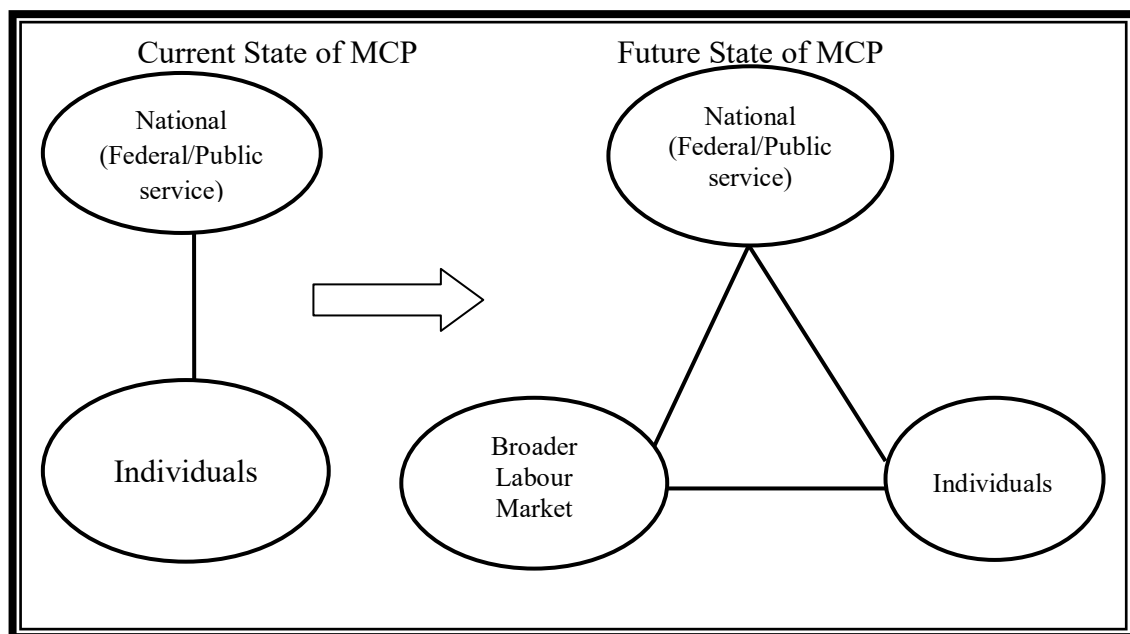 Current State of MCP
Future State of MCP
National
(Federal/Public
service)
National
(Federal/Public
service)
Individuals
Broader
Labour
Market
Individuals